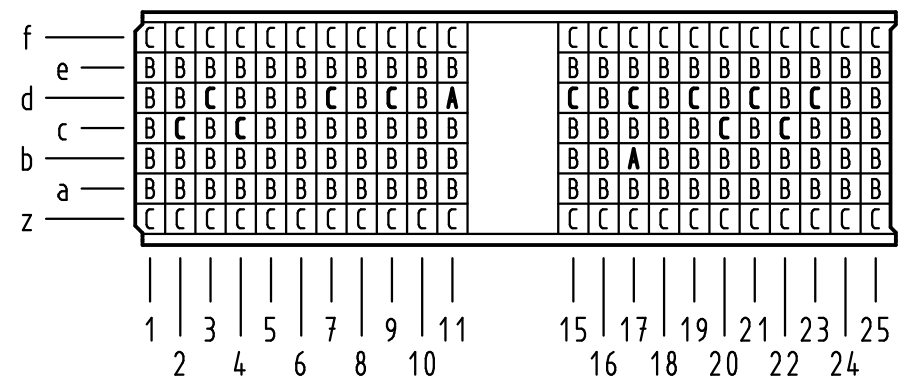 f C C C C C C C C C C C C C C C C C C C C C C
e B B B B B B B B B B B B B B B B B B B B B B
d B B C B B B C B C B A C B C B C B C B C B B
c B C B C B B B B B B B B B B B B C B C B B B
b B B B B B B B B B B B B B A B B B B B B B B
a B B B B B B B B B B B B B B B B B B B B B B
z C C C C C C C C C C C C C C C C C C C C C C
1 3 5 7 9 11 15 17 19 21 23 25
2 4 6 8 10 16 18 20 22 24